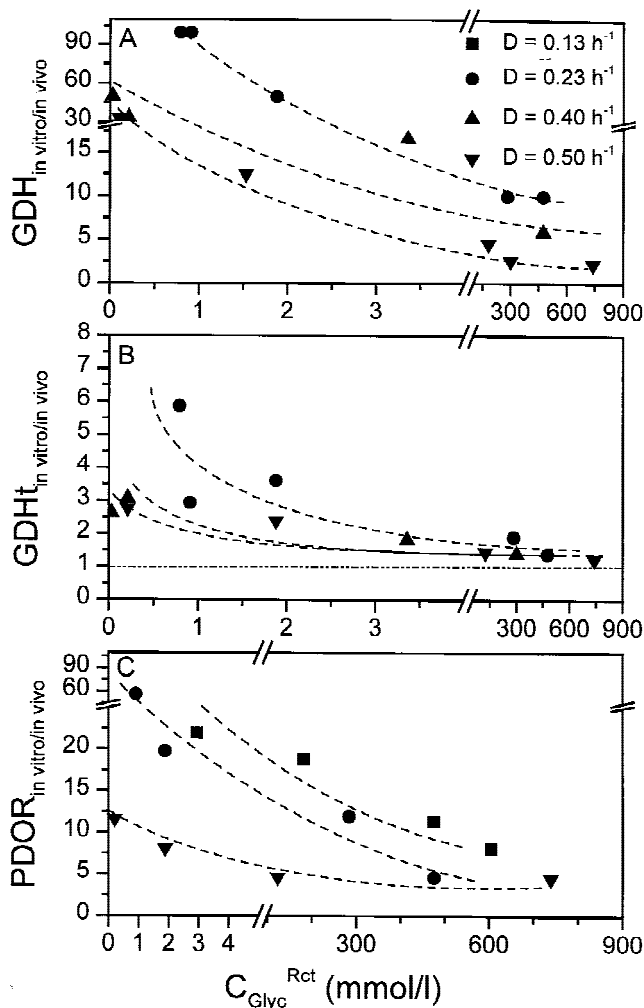 A
GDH in vitro/in vivo
90
60
30
15
10
5
0
■ D = 0.13 h⁻¹
● D = 0.23 h⁻¹
▲ D = 0.40 h⁻¹
▼ D = 0.50 h⁻¹
0 1 2 3 300 600 900
B
GDHt in vitro/in vivo
8
7
6
5
4
3
2
1
0
0 1 2 3 300 600 900
C
PDOR in vitro/in vivo
90
60
20
15
10
5
0
0 1 2 3 4 300 600 900
C Glyc Rct (mmol/l)